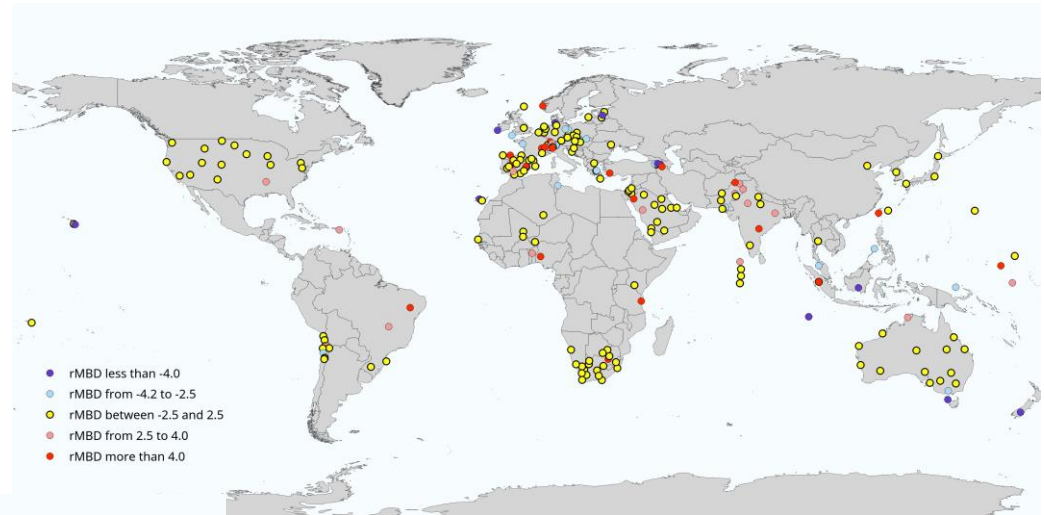 rMBD less than -4.0
rMBD from -4.2 to -2.5
rMBD between -2.5 and 2.5
rMBD from 2.5 to 4.0
rMBD more than 4.0